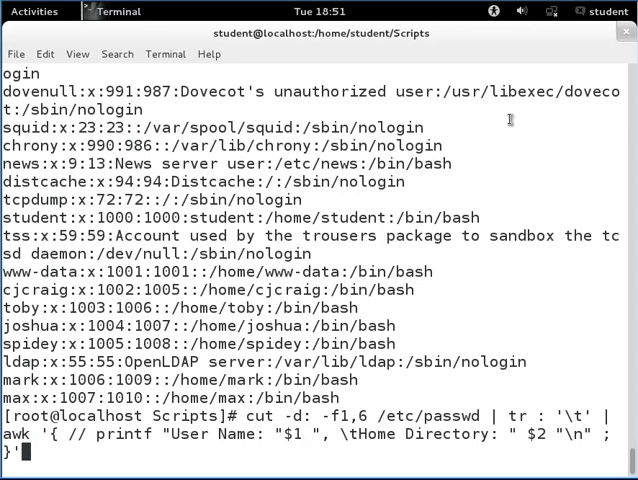 Activities Terminal Tue 18:51 student
student@localhost:/home/student/Scripts
File Edit View Search Terminal Help
ogin
dovenull:x:991:987:Dovecot's unauthorized user:/usr/libexec/doveco
t:/sbin/nologin
squid:x:23:23::/var/spool/squid:/sbin/nologin
chrony:x:990:986::/var/lib/chrony:/sbin/nologin
news:x:9:13:News server user:/etc/news:/bin/bash
distcache:x:94:94:Distcache:/:/sbin/nologin
tcpdump:x:72:72::/:/sbin/nologin
student:x:1000:1000:student:/home/student:/bin/bash
tss:x:59:59:Account used by the trousers package to sandbox the tc
sd daemon:/dev/null:/sbin/nologin
www-data:x:1001:1001::/home/www-data:/bin/bash
cjcraig:x:1002:1005::/home/cjcraig:/bin/bash
toby:x:1003:1006::/home/toby:/bin/bash
joshua:x:1004:1007::/home/joshua:/bin/bash
spidey:x:1005:1008::/home/spidey:/bin/bash
ldap:x:55:55:OpenLDAP server:/var/lib/ldap:/sbin/nologin
mark:x:1006:1009::/home/mark:/bin/bash
max:x:1007:1010::/home/max:/bin/bash
[root@localhost Scripts]# cut -d: -f1,6 /etc/passwd | tr : '\t' |
awk '{ // printf "User Name: "$1 ", \tHome Directory: " $2 "\n" ;
}'